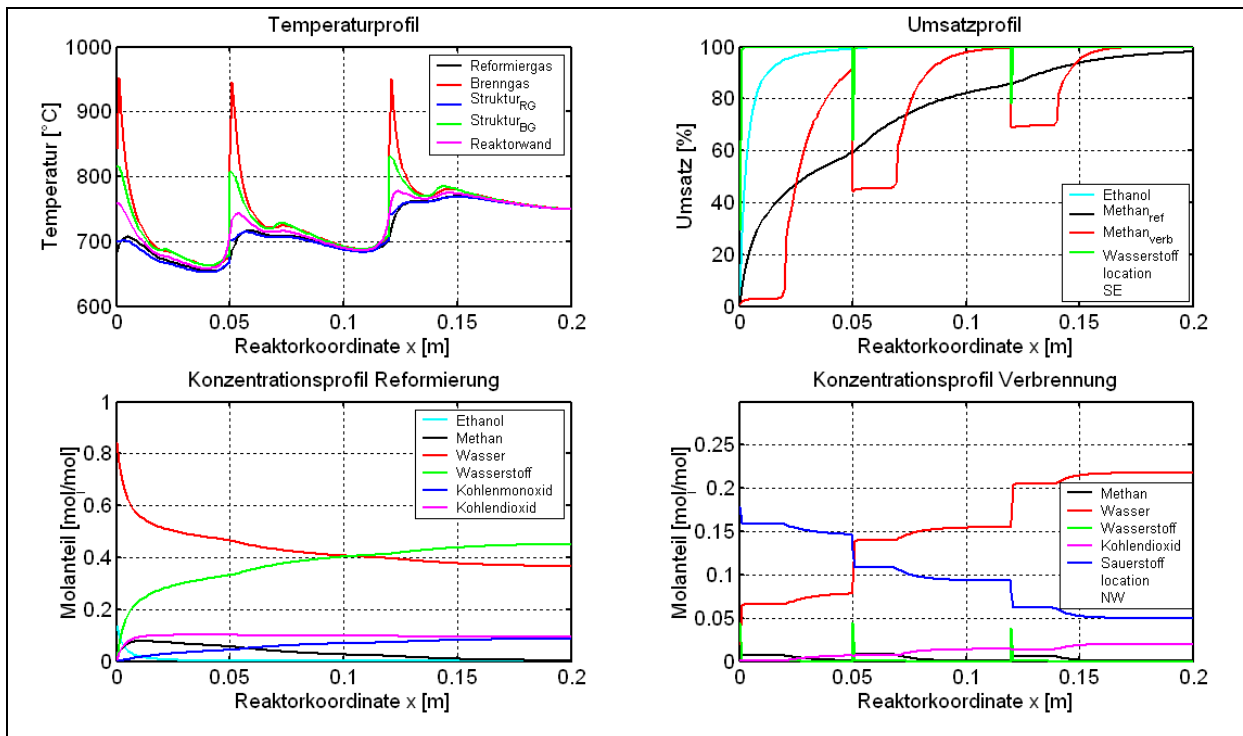 Temperaturprofil
1000
900
800
700
600
Temperatur [°C]
Reformiergas
Brenngas
Struktur_RG
Struktur_BG
Reaktorwand
0
0.05
0.1
0.15
0.2
Reaktorkoordinate x [m]
Umsatzprofil
100
80
60
40
20
0
Umsatz [%]
Ethanol
Methan_ref
Methan_verb
Wasserstoff
location
SE
0
0.05
0.1
0.15
0.2
Reaktorkoordinate x [m]
Konzentrationsprofil Reformierung
1
0.8
0.6
0.4
0.2
0
Molanteil [mol/mol]
Ethanol
Methan
Wasser
Wasserstoff
Kohlenmonoxid
Kohlendioxid
0
0.05
0.1
0.15
0.2
Reaktorkoordinate x [m]
Konzentrationsprofil Verbrennung
0.25
0.2
0.15
0.1
0.05
0
Molanteil [mol/mol]
Methan
Wasser
Wasserstoff
Kohlendioxid
Sauerstoff
location
NW
0
0.05
0.1
0.15
0.2
Reaktorkoordinate x [m]